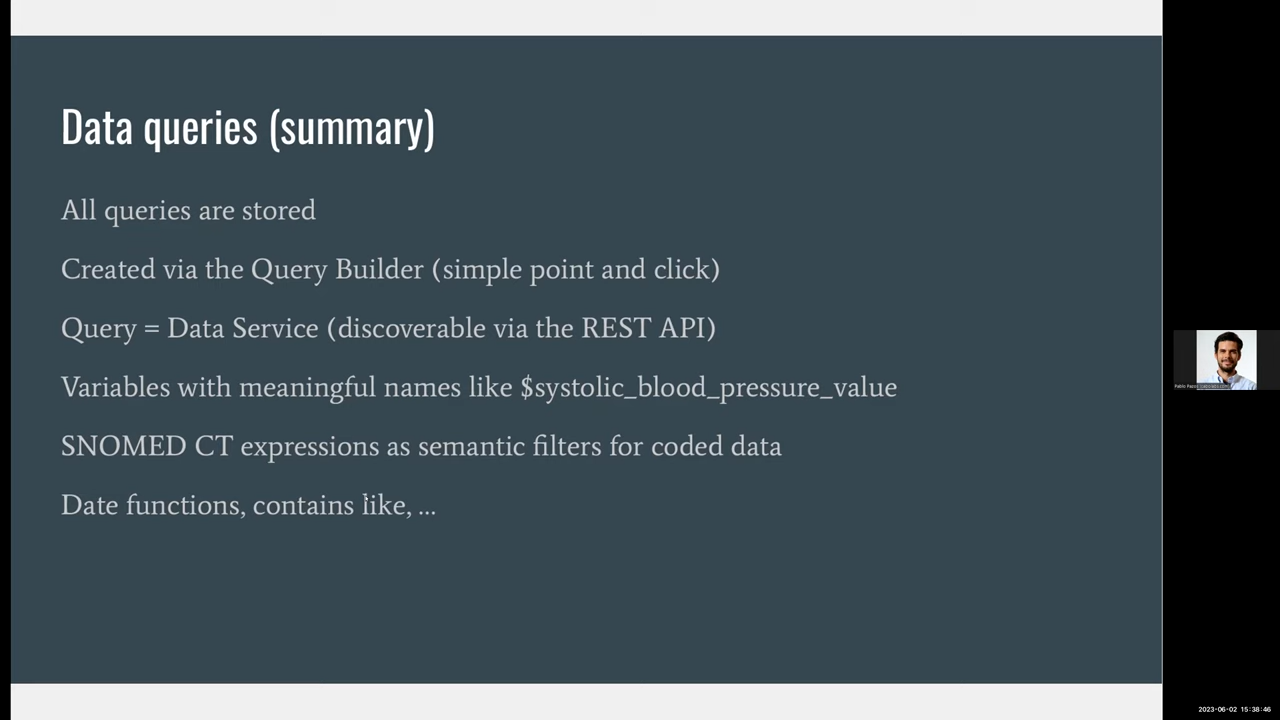 Data queries (summary)
All queries are stored
Created via the Query Builder (simple point and click)
Query = Data Service (discoverable via the REST API)
Variables with meaningful names like $systolic_blood_pressure_value
SNOMED CT expressions as semantic filters for coded data
Date functions, contains like, ...
2023-06-02 15:38:46